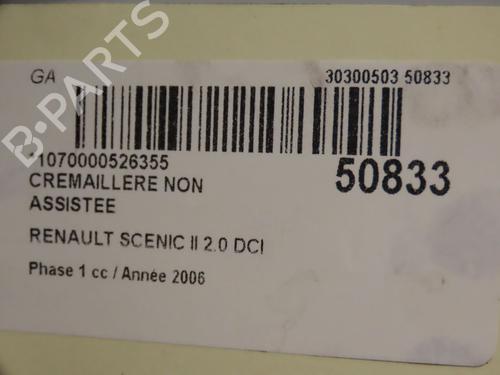 GA 30300503 50833
*1070000526355 50833
CREMAILLERE NON
ASSISTEE
RENAULT SCENIC II 2.0 DCI
Phase 1 cc / Année 2006
B-PARTS